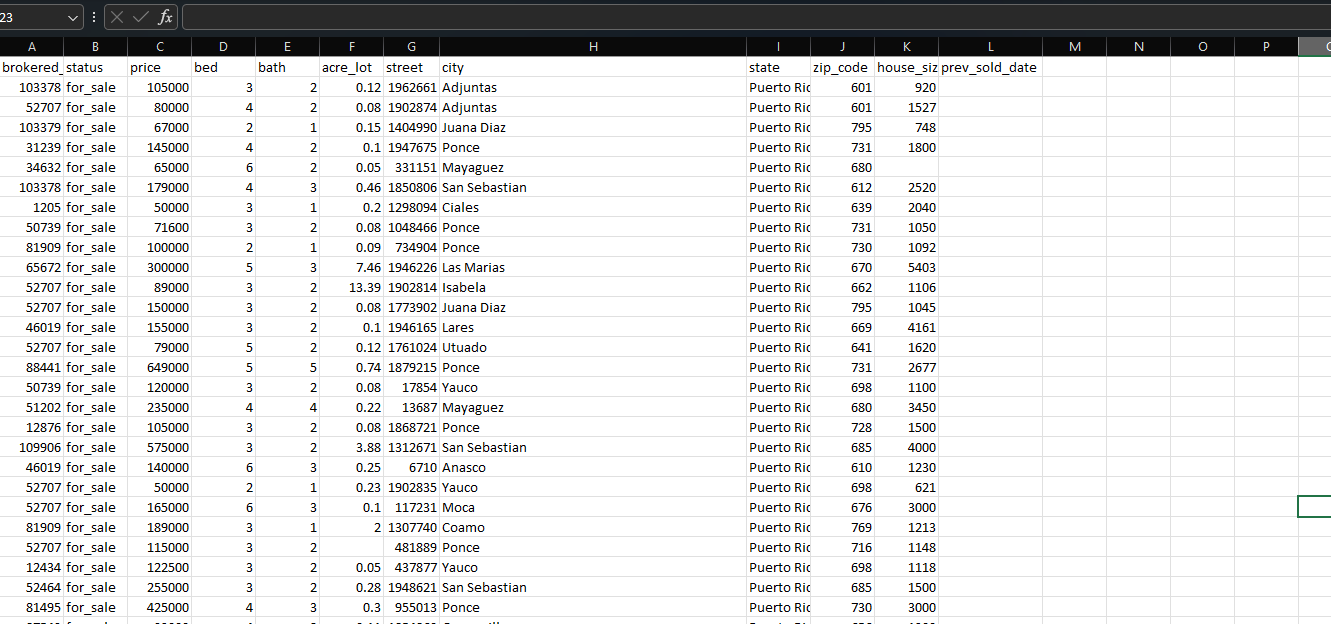 23 fx
A B C D E F G H I J K L M N O P
brokered_ status price bed bath acre_lot street city state zip_code house_siz prev_sold_date
103378 for_sale 105000 3 2 0.12 1962661 Adjuntas Puerto Ric 601 920
52707 for_sale 80000 4 2 0.08 1902874 Adjuntas Puerto Ric 601 1527
103379 for_sale 67000 2 1 0.15 1404990 Juana Diaz Puerto Ric 795 748
31239 for_sale 145000 4 2 0.1 1947675 Ponce Puerto Ric 731 1800
34632 for_sale 65000 6 2 0.05 331151 Mayaguez Puerto Ric 680
103378 for_sale 179000 4 3 0.46 1850806 San Sebastian Puerto Ric 612 2520
1205 for_sale 50000 3 1 0.2 1298094 Ciales Puerto Ric 639 2040
50739 for_sale 71600 3 2 0.08 1048466 Ponce Puerto Ric 731 1050
81909 for_sale 100000 2 1 0.09 734904 Ponce Puerto Ric 730 1092
65672 for_sale 300000 5 3 7.46 1946226 Las Marias Puerto Ric 670 5403
52707 for_sale 89000 3 2 13.39 1902814 Isabela Puerto Ric 662 1106
52707 for_sale 150000 3 2 0.08 1773902 Juana Diaz Puerto Ric 795 1045
46019 for_sale 155000 3 2 0.1 1946165 Lares Puerto Ric 669 4161
52707 for_sale 79000 5 2 0.12 1761024 Utuado Puerto Ric 641 1620
88441 for_sale 649000 5 5 0.74 1879215 Ponce Puerto Ric 731 2677
50739 for_sale 120000 3 2 0.08 17854 Yauco Puerto Ric 698 1100
51202 for_sale 235000 4 4 0.22 13687 Mayaguez Puerto Ric 680 3450
12876 for_sale 105000 3 2 0.08 1868721 Ponce Puerto Ric 728 1500
109906 for_sale 575000 3 2 3.88 1312671 San Sebastian Puerto Ric 685 4000
46019 for_sale 140000 6 3 0.25 6710 Anasco Puerto Ric 610 1230
52707 for_sale 50000 2 1 0.23 1902835 Yauco Puerto Ric 698 621
52707 for_sale 165000 6 3 0.1 117231 Moca Puerto Ric 676 3000
81909 for_sale 189000 3 1 2 1307740 Coamo Puerto Ric 769 1213
52707 for_sale 115000 3 2 481889 Ponce Puerto Ric 716 1148
12434 for_sale 122500 3 2 0.05 437877 Yauco Puerto Ric 698 1118
52464 for_sale 255000 3 2 0.28 1948621 San Sebastian Puerto Ric 685 1500
81495 for_sale 425000 4 3 0.3 955013 Ponce Puerto Ric 730 3000